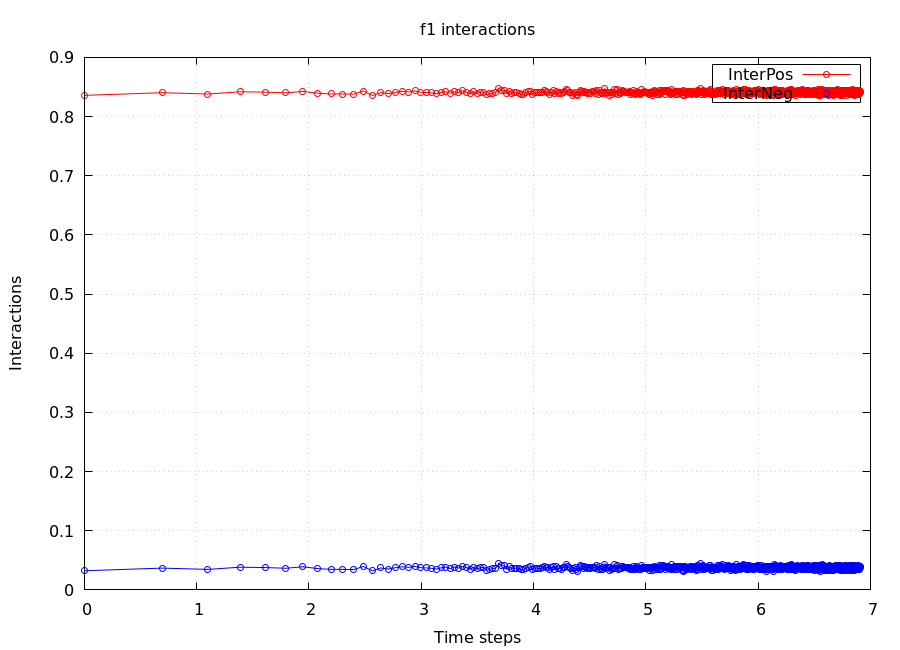 f1 interactions
0.9
0.8
0.7
0.6
0.5
0.4
0.3
0.2
0.1
0
Interactions
InterPos
InterNeg
0 1 2 3 4 5 6 7
Time steps